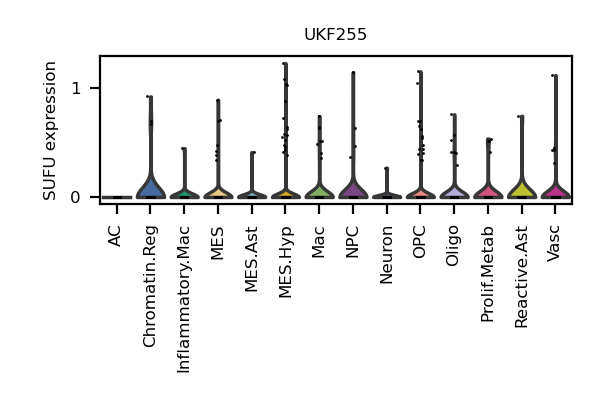 UKF255
SUFU expression
1
0
AC
Chromatin.Reg
Inflammatory.Mac
MES
MES.Ast
MES.Hyp
Mac
NPC
Neuron
OPC
Oligo
Prolif.Metab
Reactive.Ast
Vasc